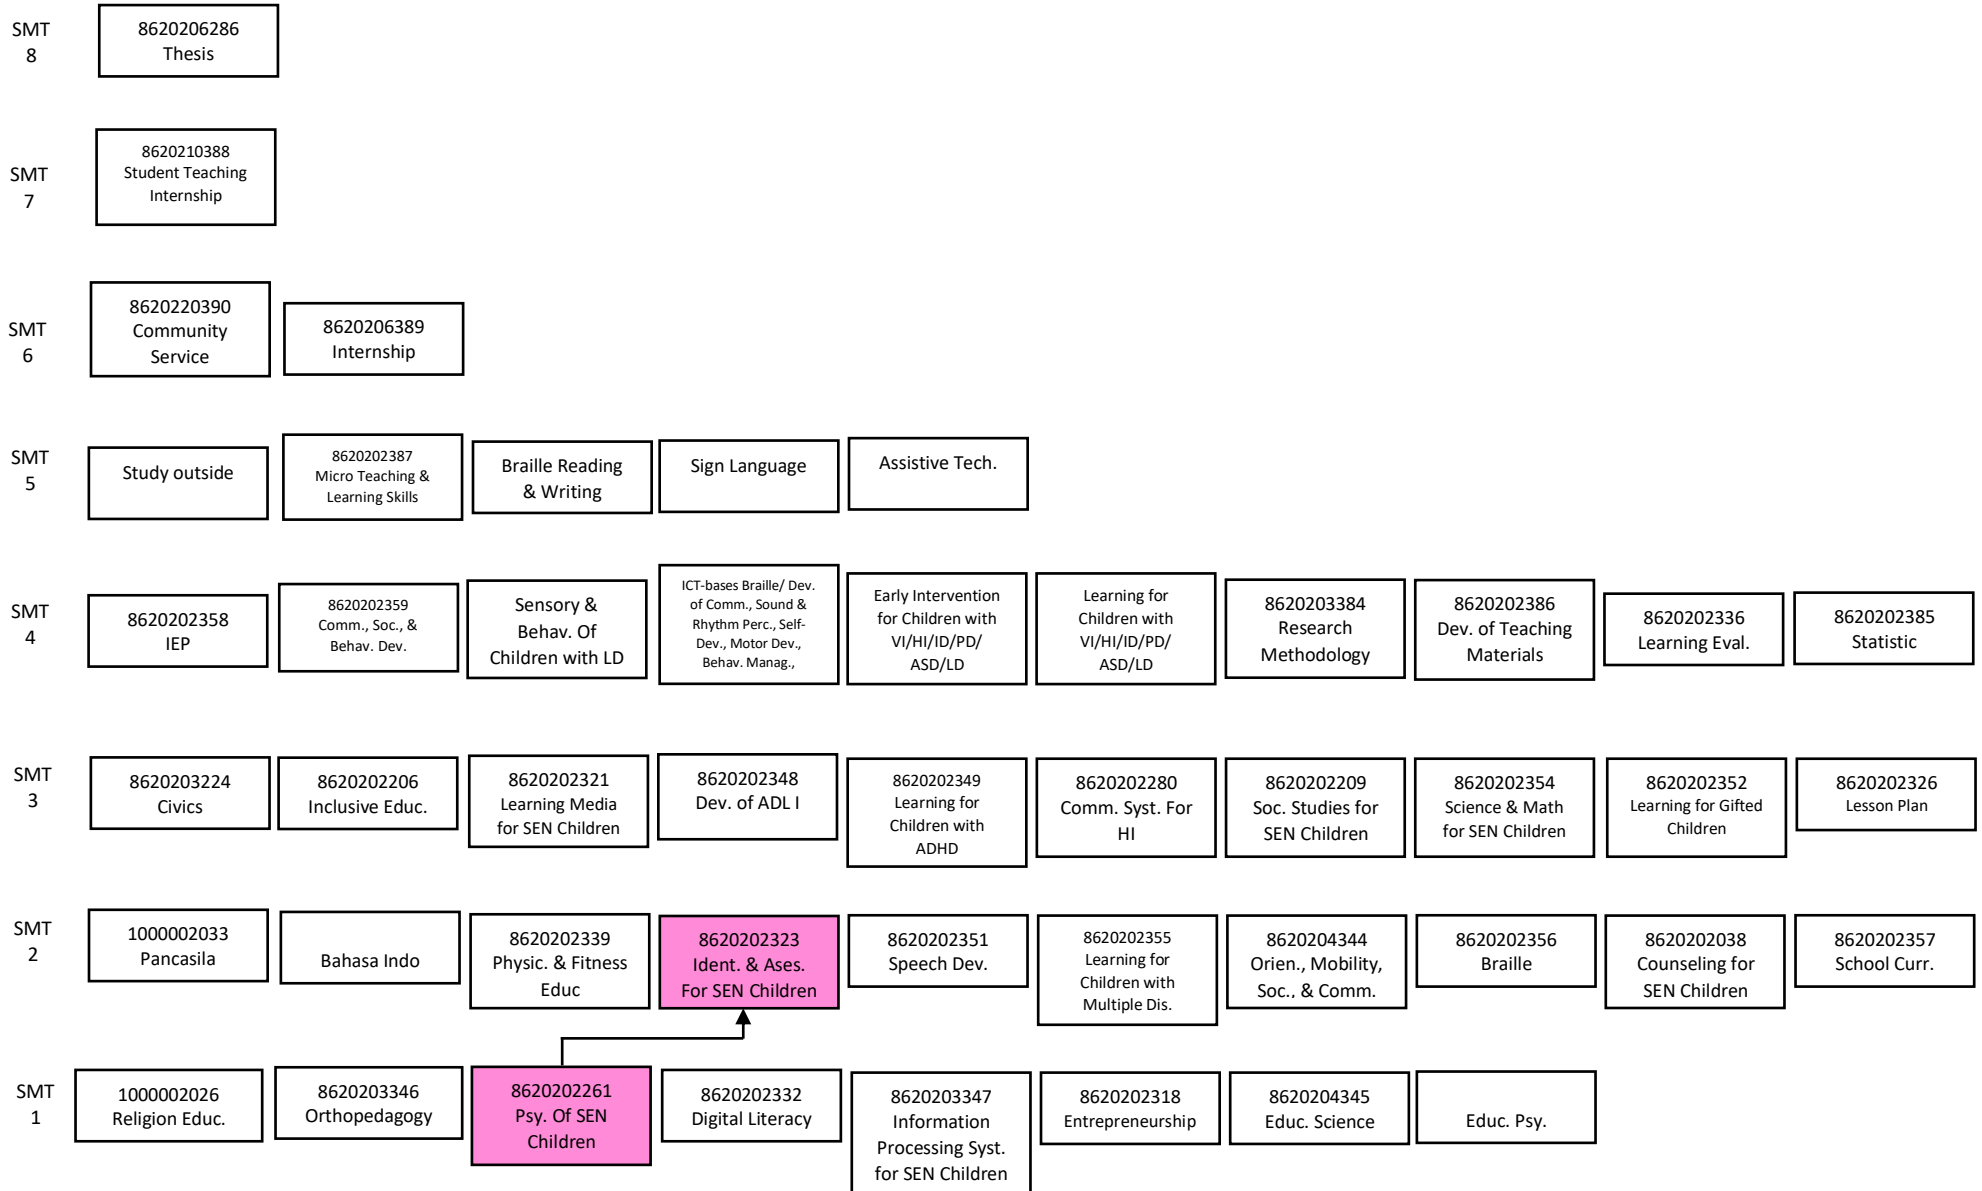 SMT
8
8620206286
Thesis
SMT
7
8620210388
Student Teaching
Internship
SMT
6
8620220390
Community
Service
8620206389
Internship
SMT
5
Study outside
8620202387
Micro Teaching &
Learning Skills
Braille Reading
& Writing
Sign Language
Assistive Tech.
SMT
4
8620202358
IEP
8620202359
Comm., Soc., &
Behav. Dev.
Sensory &
Behav. Of
Children with LD
ICT-bases Braille/ Dev.
of Comm., Sound &
Rhythm Perc., Self-
Dev., Motor Dev.,
Behav. Manag.,
Early Intervention
for Children with
VI/HI/ID/PD/
ASD/LD
Learning for
Children with
VI/HI/ID/PD/
ASD/LD
8620203384
Research
Methodology
8620202386
Dev. of Teaching
Materials
8620202336
Learning Eval.
8620202385
Statistic
SMT
3
8620203224
Civics
8620202206
Inclusive Educ.
8620202321
Learning Media
for SEN Children
8620202348
Dev. of ADL I
8620202349
Learning for
Children with
ADHD
8620202280
Comm. Syst. For
HI
8620202209
Soc. Studies for
SEN Children
8620202354
Science & Math
for SEN Children
8620202352
Learning for Gifted
Children
8620202326
Lesson Plan
SMT
2
1000002033
Pancasila
Bahasa Indo
8620202339
Physic. & Fitness
Educ
8620202323
Ident. & Ases.
For SEN Children
8620202351
Speech Dev.
8620202355
Learning for
Children with
Multiple Dis.
8620204344
Orien., Mobility,
Soc., & Comm.
8620202356
Braille
8620202038
Counseling for
SEN Children
8620202357
School Curr.
SMT
1
1000002026
Religion Educ.
8620203346
Orthopedagogy
8620202261
Psy. Of SEN
Children
8620202332
Digital Literacy
8620203347
Information
Processing Syst.
for SEN Children
8620202318
Entrepreneurship
8620204345
Educ. Science
Educ. Psy.